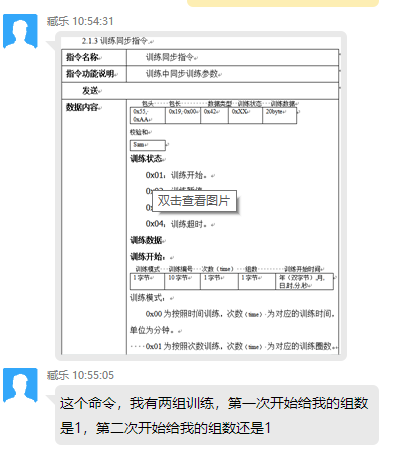 臧乐 10:54:31
2.1.3 训练同步指令.
指令名称 训练同步指令
指令功能说明 训练中同步训练参数
发送
数据内容
包头 包长 数据类型 训练状态 训练数据
0x55, 0x19,0x00 0x42 0xXX 20byte
0xAA
校验和
Sum
训练状态
0x01：训练开始。
0x02
0x0
双击查看图片
0x04：训练超时。
训练数据
训练开始：
训练模式 训练编号 次数（time） 组数 训练开始时间
1字节 10字节 1字节 1字节 年（双字节）,月,
日,时,分,秒
训练模式：
0x00 为按照时间训练，次数（time）为对应的训练时间，
单位为分钟。
0x01 为按照次数训练，次数（time）为对应的训练圈数。
臧乐 10:55:05
这个命令，我有两组训练，第一次开始给我的组数
是1，第二次开始给我的组数还是1